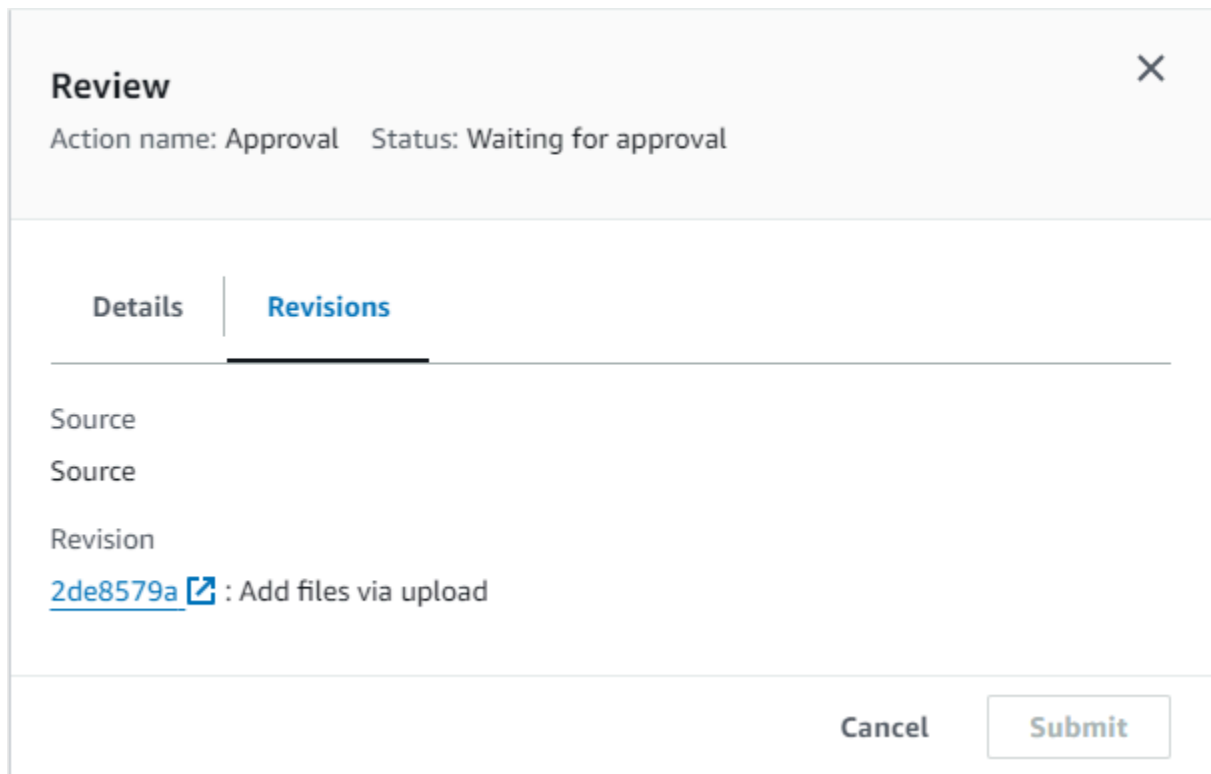 Review
Action name: Approval Status: Waiting for approval
Details
Revisions
Source
Source
Revision
2de8579a : Add files via upload
Cancel
Submit